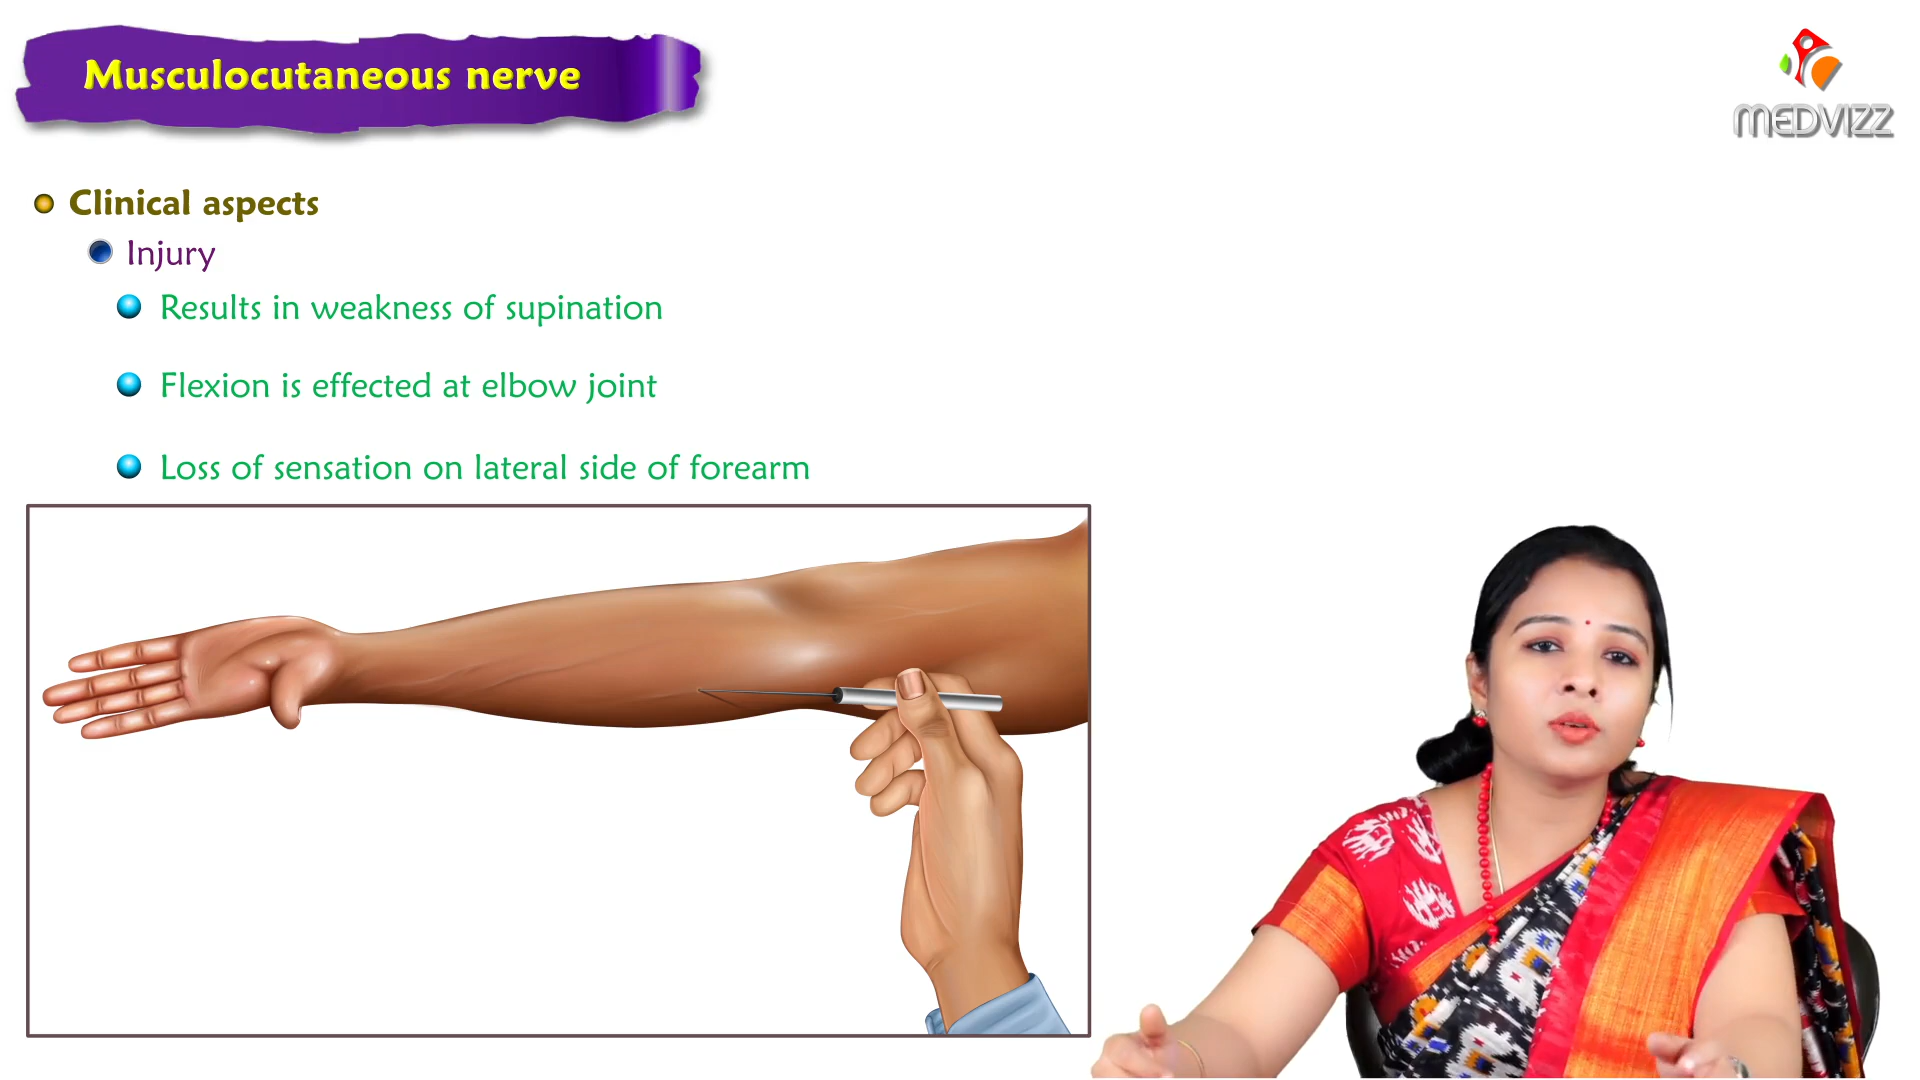 Musculocutaneous nerve
MEDVIZZ
Clinical aspects
Injury
Results in weakness of supination
Flexion is effected at elbow joint
Loss of sensation on lateral side of forearm